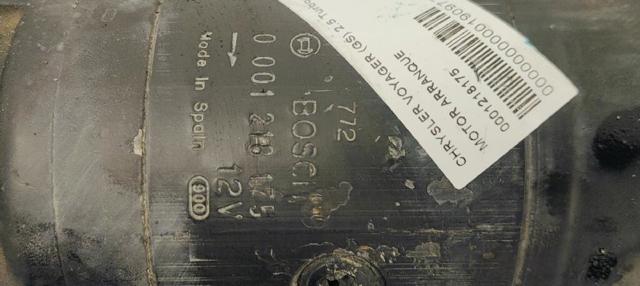 CHRYSLER VOYAGER (GS) 2.5 Turbo
MOTOR ARRANQUE
0001218175
772
BOSCH
0 001 218 175
12V
Made in Spain
900